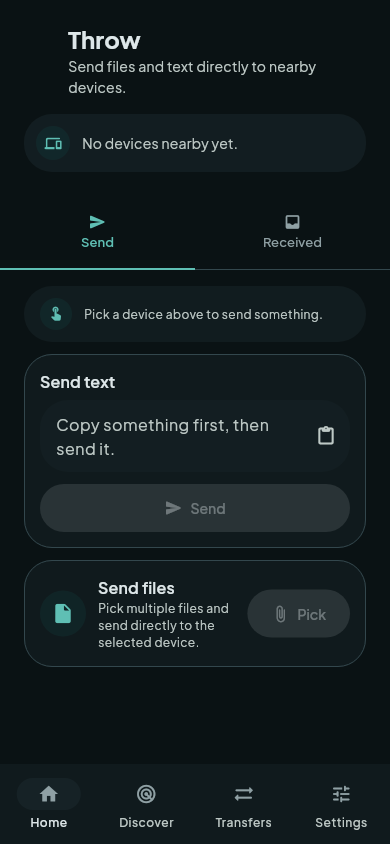 Throw
Send files and text directly to nearby
devices.
No devices nearby yet.
Send
Received
Pick a device above to send something.
Send text
Copy something first, then
send it.
Send
Send files
Pick multiple files and
send directly to the
selected device.
Pick
Home
Discover
Transfers
Settings